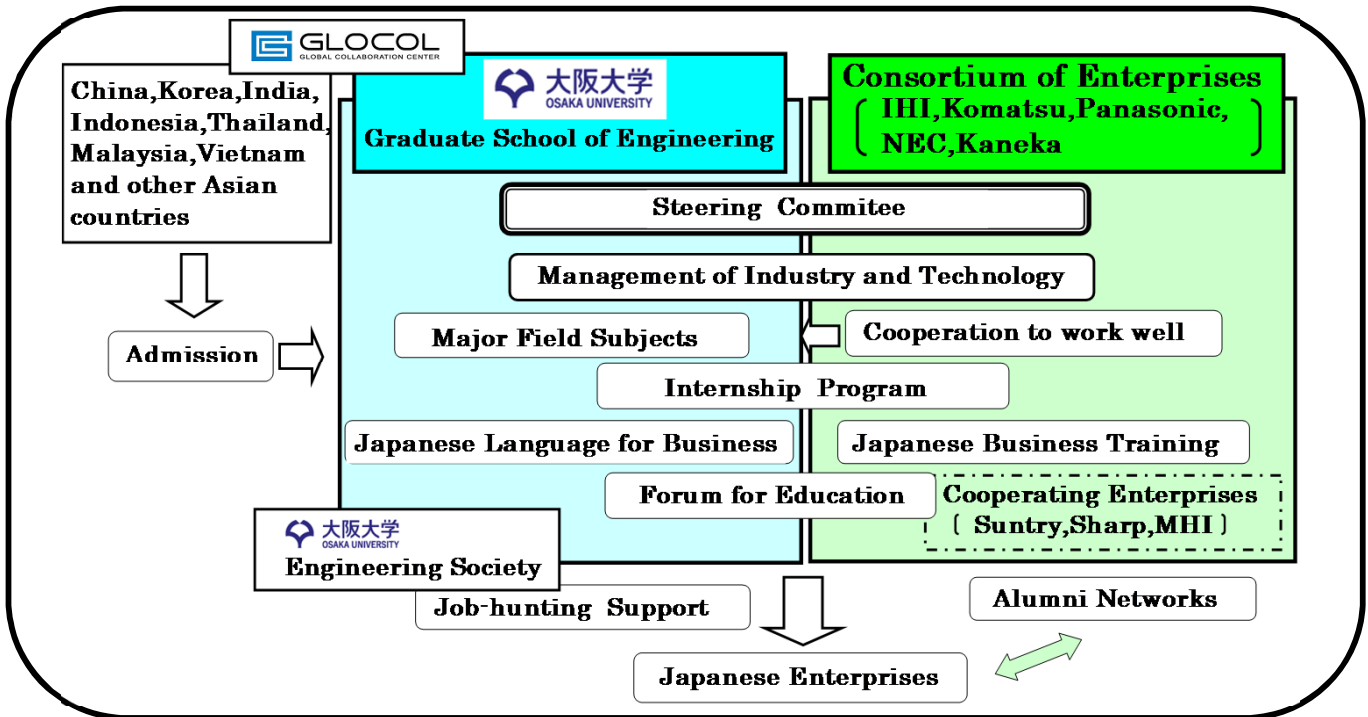 GLOCOL
GLOBAL COLLABORATION CENTER
China,Korea,India,
Indonesia,Thailand,
Malaysia,Vietnam
and other Asian
countries
大阪大学
OSAKA UNIVERSITY
Graduate School of Engineering
Consortium of Enterprises
[ IHI,Komatsu,Panasonic,
NEC,Kaneka ]
Steering Commitee
Management of Industry and Technology
Admission
Major Field Subjects
Cooperation to work well
Internship Program
Japanese Language for Business
Japanese Business Training
Forum for Education
Cooperating Enterprises
[ Suntry,Sharp,MHI ]
大阪大学
OSAKA UNIVERSITY
Engineering Society
Job-hunting Support
Alumni Networks
Japanese Enterprises